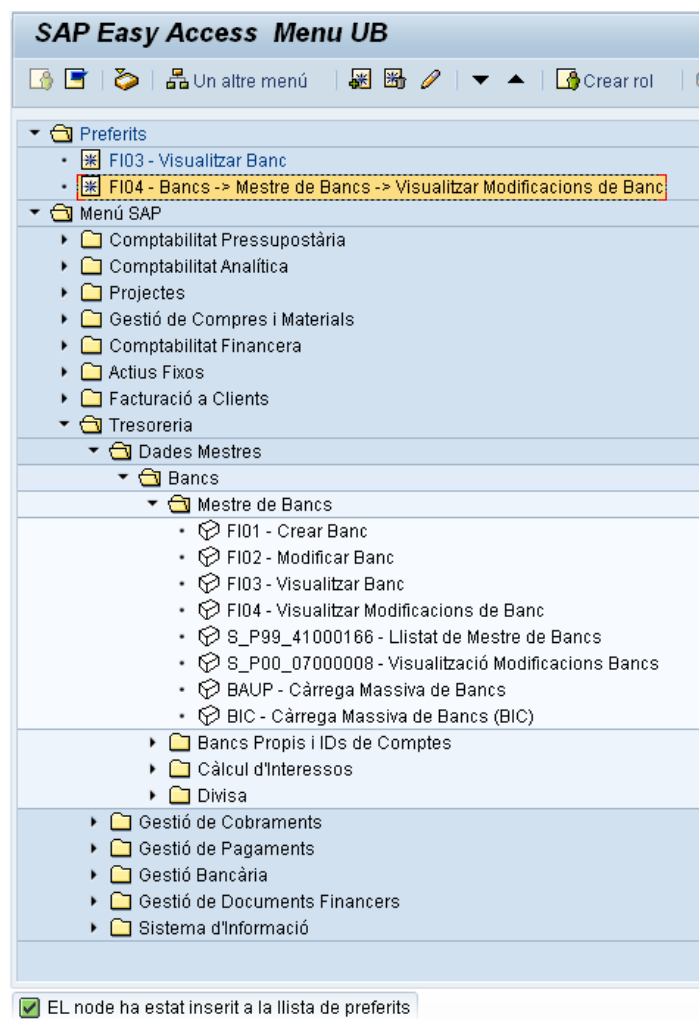 SAP Easy Access Menu UB
Un altre menú Crear rol
Preferits
FI03 - Visualitzar Banc
FI04 - Bancs -> Mestre de Bancs -> Visualitzar Modificacions de Banc
Menú SAP
Comptabilitat Pressupostària
Comptabilitat Analítica
Projectes
Gestió de Compres i Materials
Comptabilitat Financera
Actius Fixos
Facturació a Clients
Tresoreria
Dades Mestres
Bancs
Mestre de Bancs
FI01 - Crear Banc
FI02 - Modificar Banc
FI03 - Visualitzar Banc
FI04 - Visualitzar Modificacions de Banc
S_P99_41000166 - Llistat de Mestre de Bancs
S_P00_07000008 - Visualització Modificacions Bancs
BAUP - Càrrega Massiva de Bancs
BIC - Càrrega Massiva de Bancs (BIC)
Bancs Propis i IDs de Comptes
Càlcul d'Interessos
Divisa
Gestió de Cobraments
Gestió de Pagaments
Gestió Bancària
Gestió de Documents Financers
Sistema d'Informació
EL node ha estat inserit a la llista de preferits